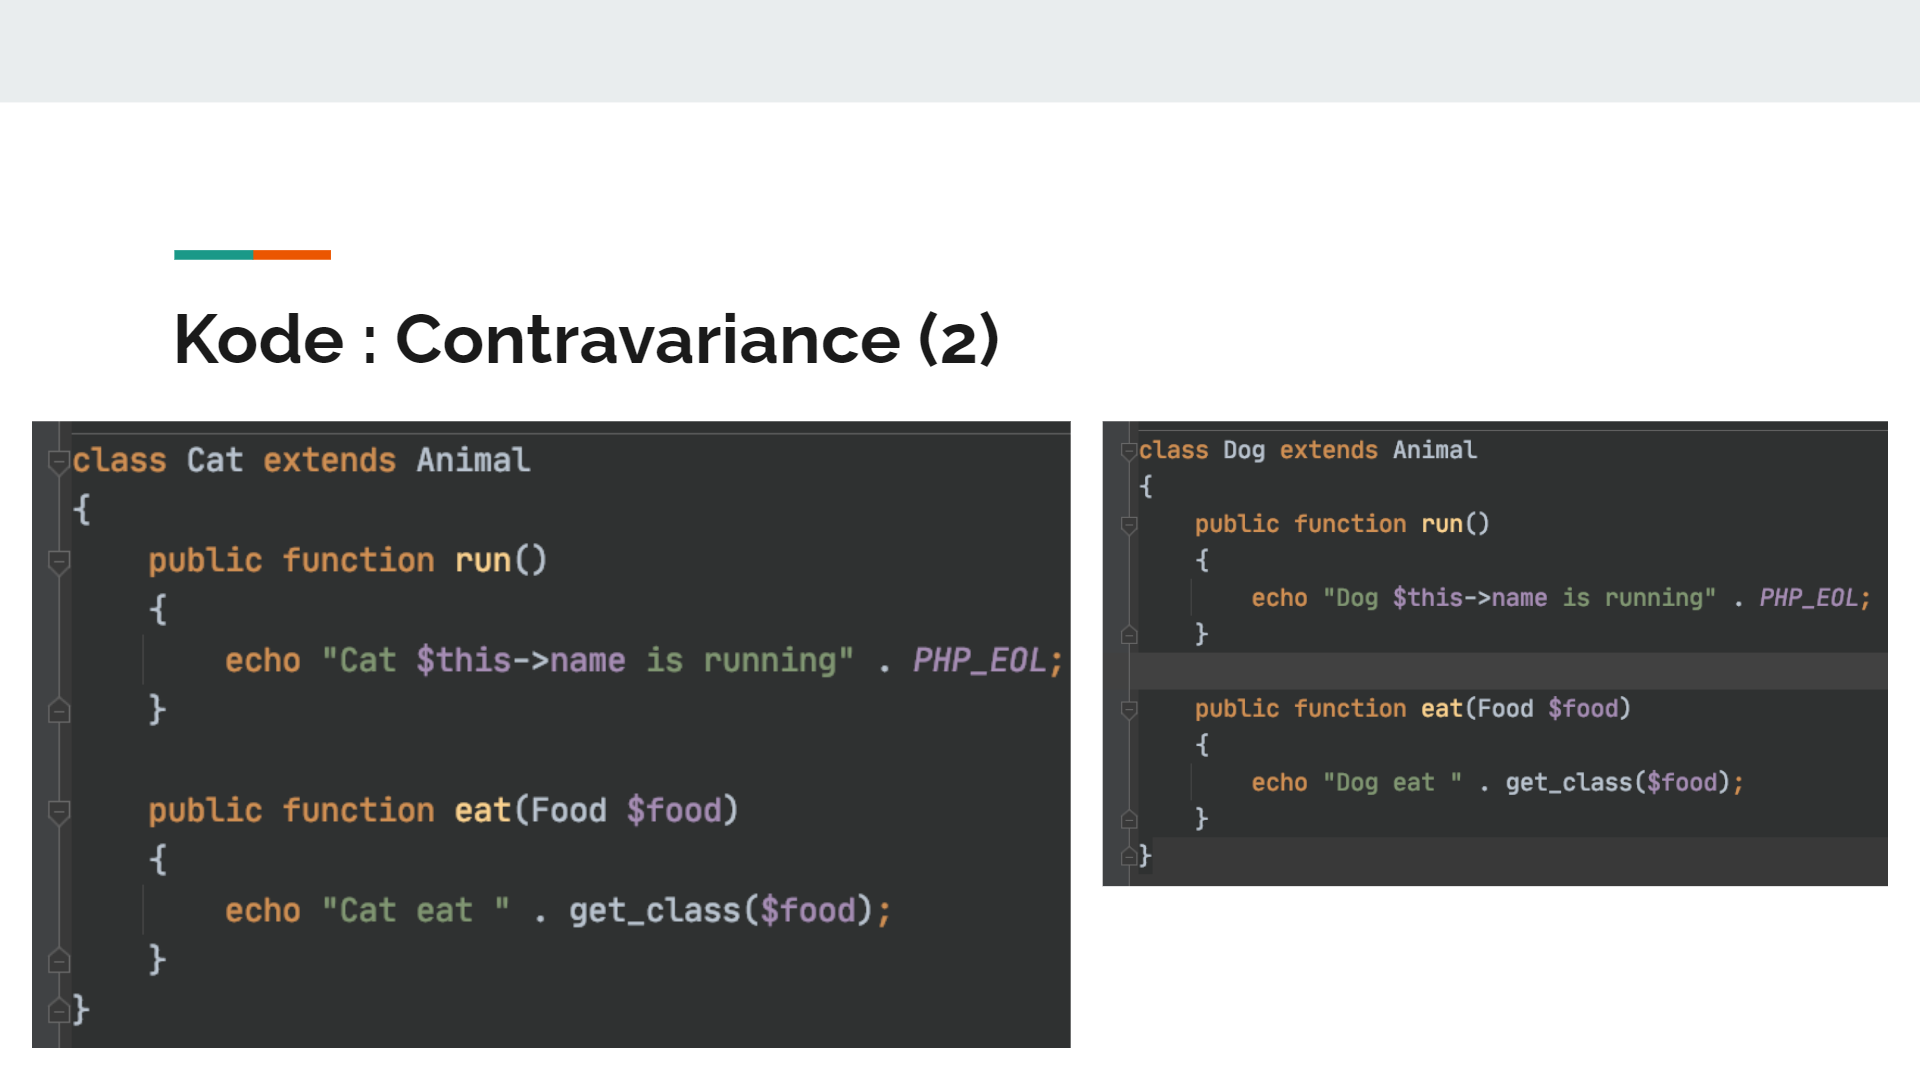 Kode : Contravariance (2)
class Cat extends Animal
{
    public function run()
    {
        echo "Cat $this->name is running" . PHP_EOL;
    }

    public function eat(Food $food)
    {
        echo "Cat eat " . get_class($food);
    }
}
class Dog extends Animal
{
    public function run()
    {
        echo "Dog $this->name is running" . PHP_EOL;
    }

    public function eat(Food $food)
    {
        echo "Dog eat " . get_class($food);
    }
}